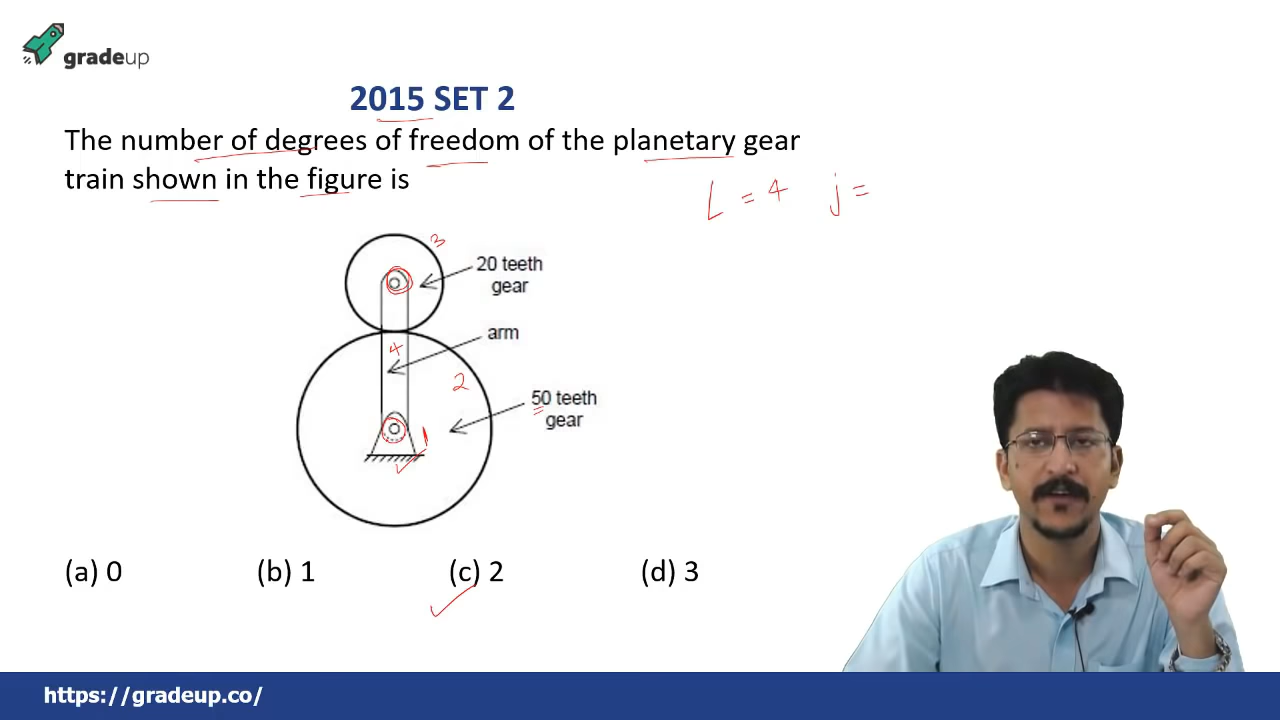 gradeup
2015 SET 2
The number of degrees of freedom of the planetary gear
train shown in the figure is
L = 4 j =
3
20 teeth
gear
arm
4
2
50 teeth
gear
1
(a) 0 (b) 1 (c) 2 (d) 3
https://gradeup.co/